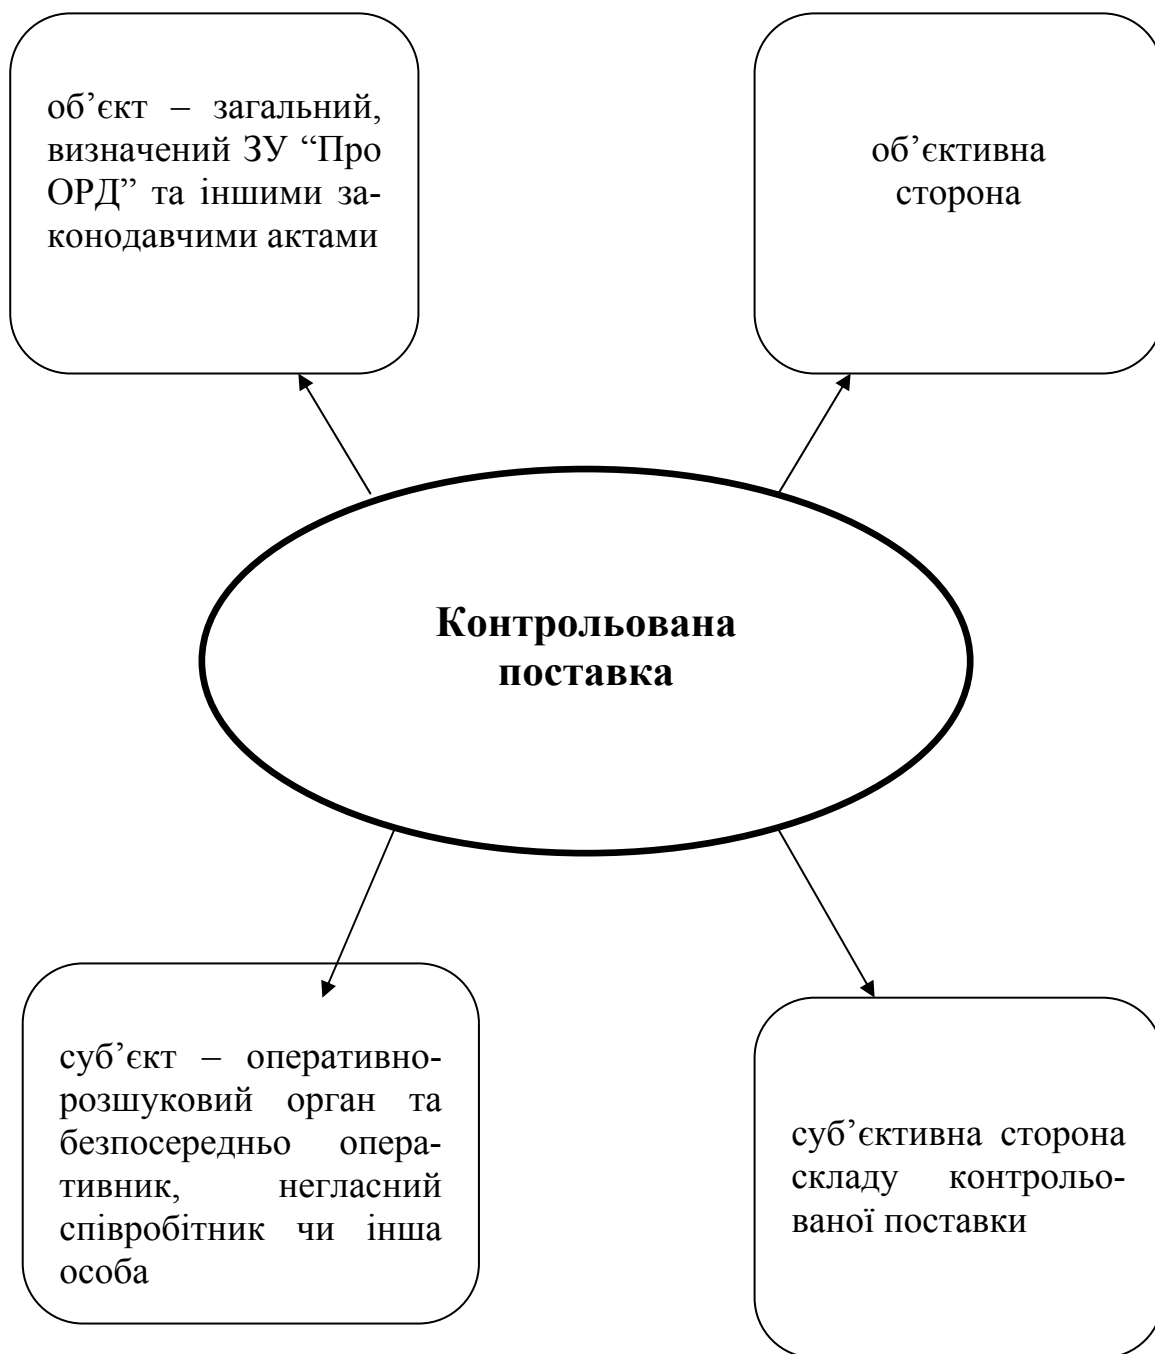 об’єкт – загальний,
визначений ЗУ “Про
ОРД” та іншими за-
конодавчими актами
об’єктивна
сторона
Контрольована
поставка
суб’єкт – оперативно-
розшуковий орган та
безпосередньо опера-
тивник, негласний
співробітник чи інша
особа
суб’єктивна сторона
складу контрольо-
ваної поставки